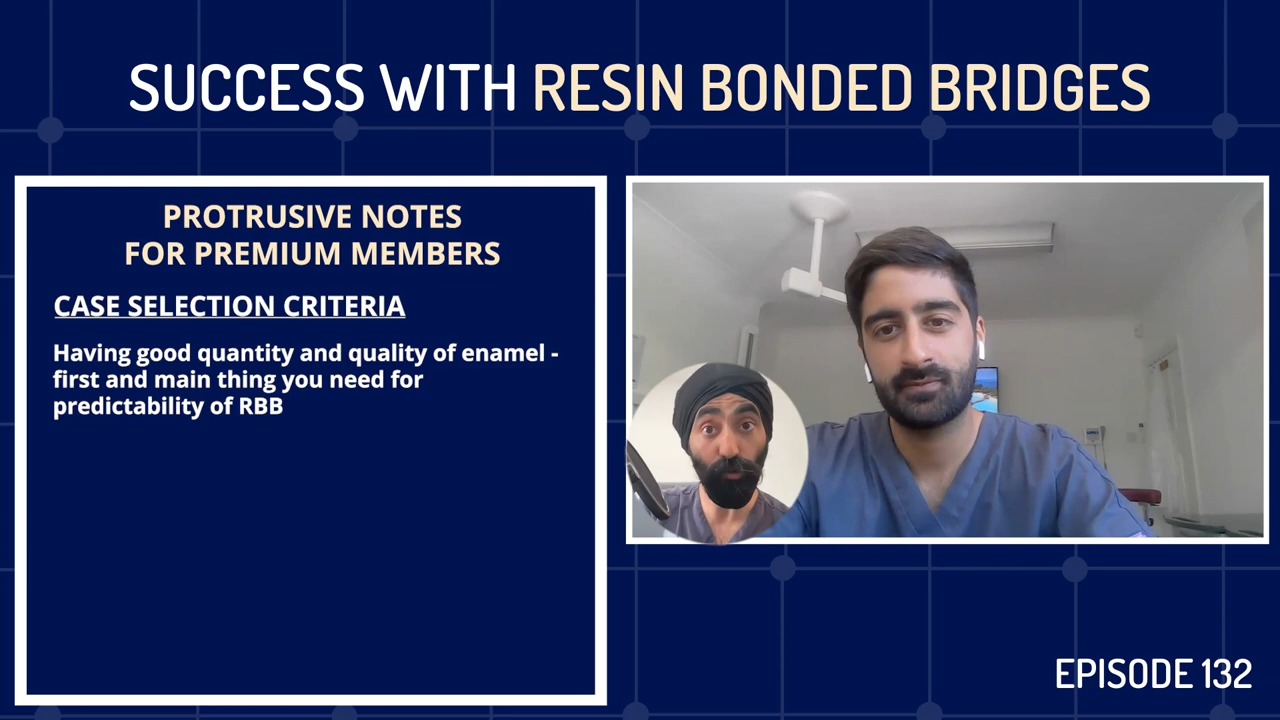 SUCCESS WITH RESIN BONDED BRIDGES
PROTRUSIVE NOTES
FOR PREMIUM MEMBERS
CASE SELECTION CRITERIA
Having good quantity and quality of enamel -
first and main thing you need for
predictability of RBB
EPISODE 132